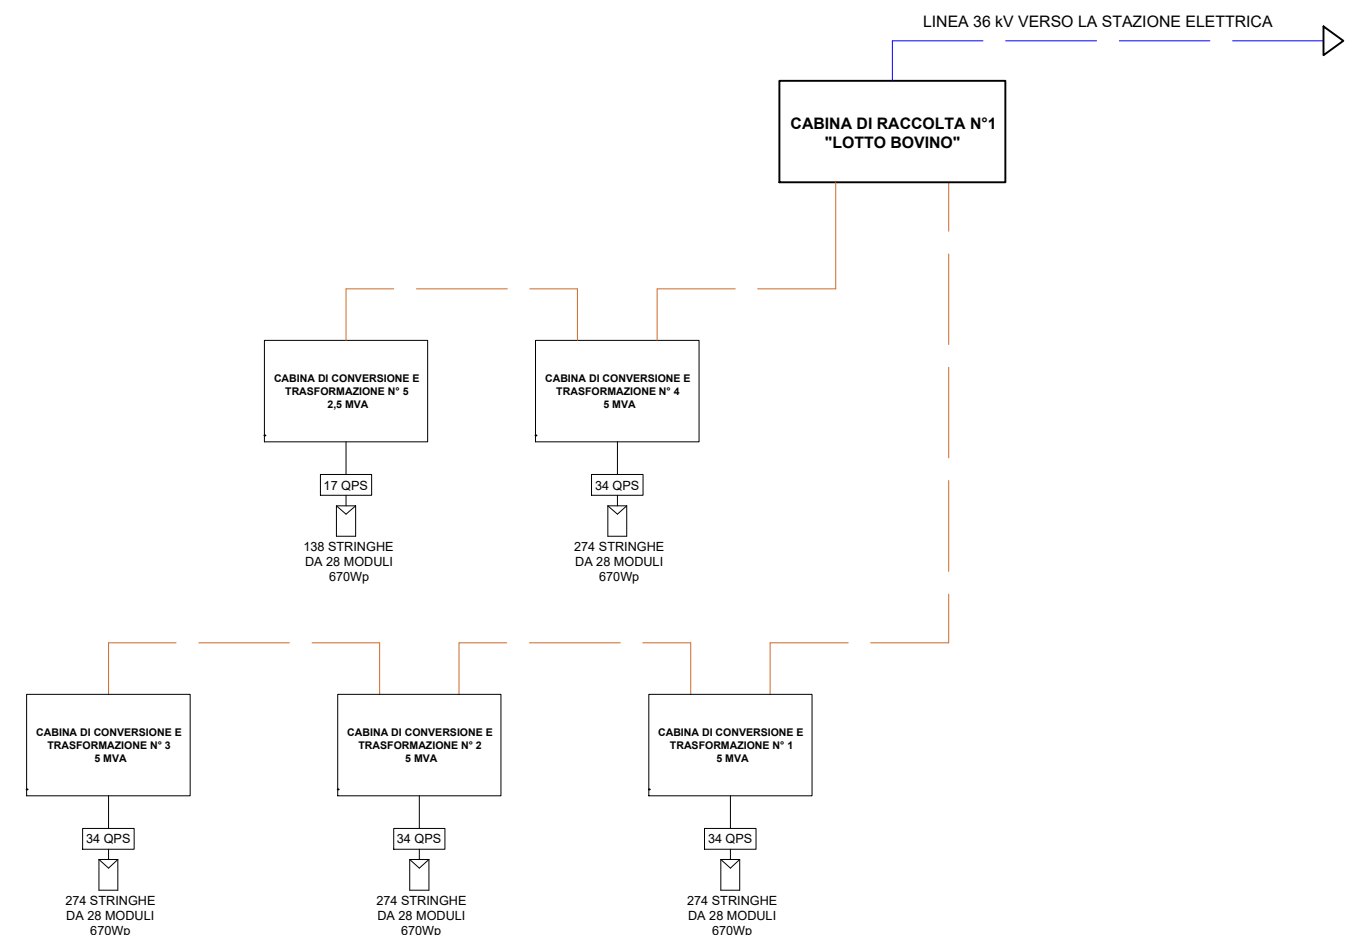 LINEA 36 kV VERSO LA STAZIONE ELETTRICA
CABINA DI RACCOLTA N°1
"LOTTO BOVINO"
CABINA DI CONVERSIONE E
TRASFORMAZIONE N° 5
2,5 MVA
17 QPS
138 STRINGHE
DA 28 MODULI
670Wp
CABINA DI CONVERSIONE E
TRASFORMAZIONE N° 4
5 MVA
34 QPS
274 STRINGHE
DA 28 MODULI
670Wp
CABINA DI CONVERSIONE E
TRASFORMAZIONE N° 3
5 MVA
34 QPS
274 STRINGHE
DA 28 MODULI
670Wp
CABINA DI CONVERSIONE E
TRASFORMAZIONE N° 2
5 MVA
34 QPS
274 STRINGHE
DA 28 MODULI
670Wp
CABINA DI CONVERSIONE E
TRASFORMAZIONE N° 1
5 MVA
34 QPS
274 STRINGHE
DA 28 MODULI
670Wp